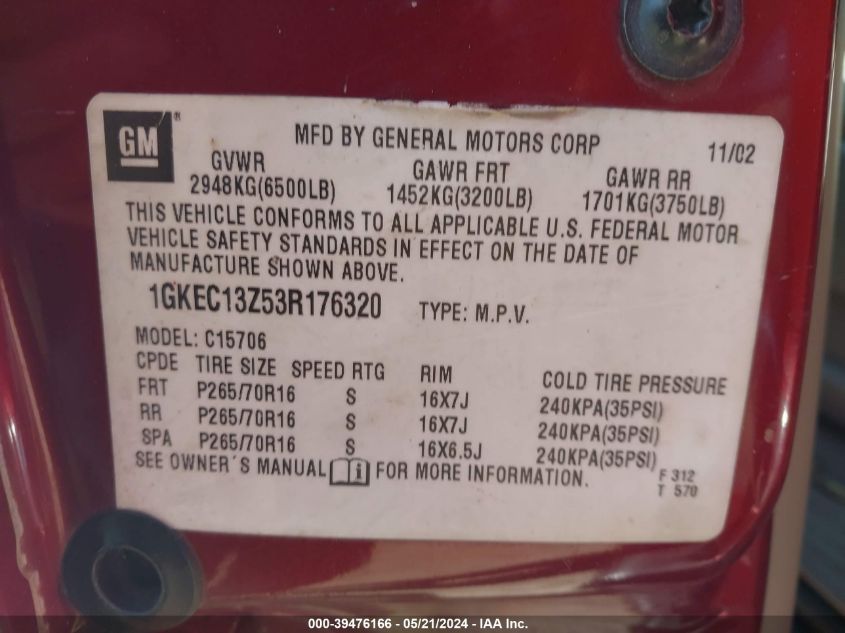 GM®
MFD BY GENERAL MOTORS CORP 11/02
GVWR GAWR FRT GAWR RR
2948KG(6500LB) 1452KG(3200LB) 1701KG(3750LB)
THIS VEHICLE CONFORMS TO ALL APPLICABLE U.S. FEDERAL MOTOR
VEHICLE SAFETY STANDARDS IN EFFECT ON THE DATE OF
MANUFACTURE SHOWN ABOVE.
1GKEC13Z53R176320 TYPE: M.P.V.
MODEL: C15706
CPDE TIRE SIZE SPEED RTG RIM COLD TIRE PRESSURE
FRT P265/70R16 S 16X7J 240KPA(35PSI)
RR P265/70R16 S 16X7J 240KPA(35PSI)
SPA P265/70R16 S 16X6.5J 240KPA(35PSI)
SEE OWNER´S MANUAL i FOR MORE INFORMATION.
F 312
T 570
000-39476166 - 05/21/2024 - IAA Inc.